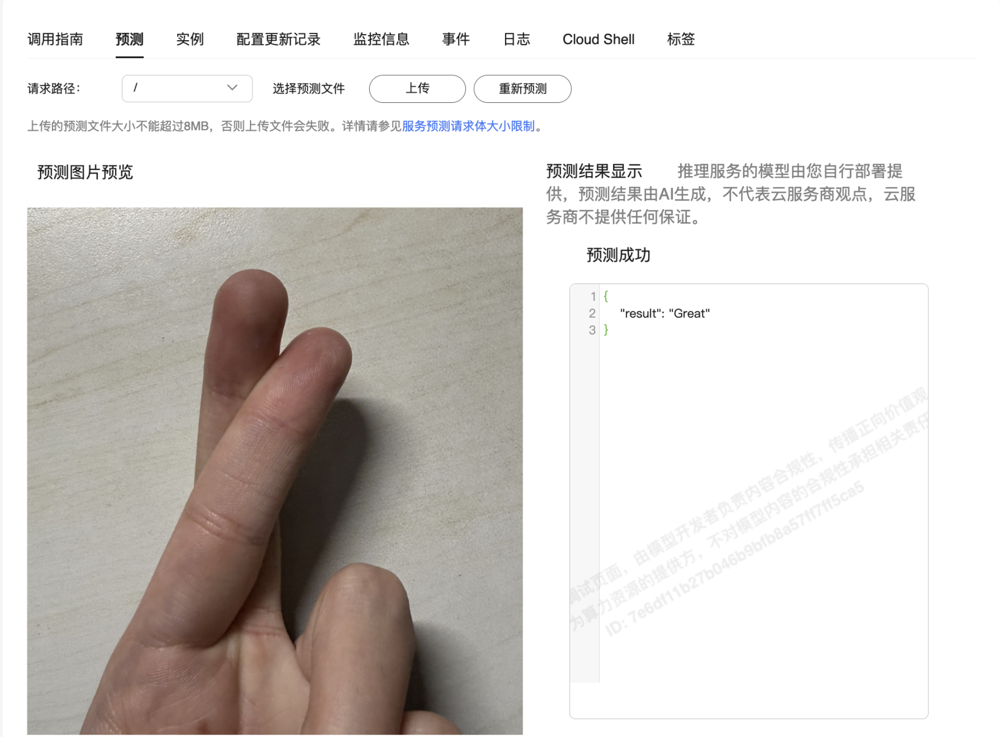 调用指南 预测 实例 配置更新记录 监控信息 事件 日志 Cloud Shell 标签
请求路径： / 选择预测文件 上传 重新预测
上传的预测文件大小不能超过8MB，否则上传文件会失败。详情请参见服务预测请求体大小限制。
预测图片预览
预测结果显示 推理服务的模型由您自行部署提
供，预测结果由AI生成，不代表云服务商观点，云服
务商不提供任何保证。
预测成功
1 {
2 "result": "Great"
3 }
调试页面，由模型开发者负责内容合规性，传播正向价值观
为算力资源的提供方，不对模型内容的合规性承担相关责任
ID: 7e6df11b27b046b9bfb8a57ff7ff5ca5